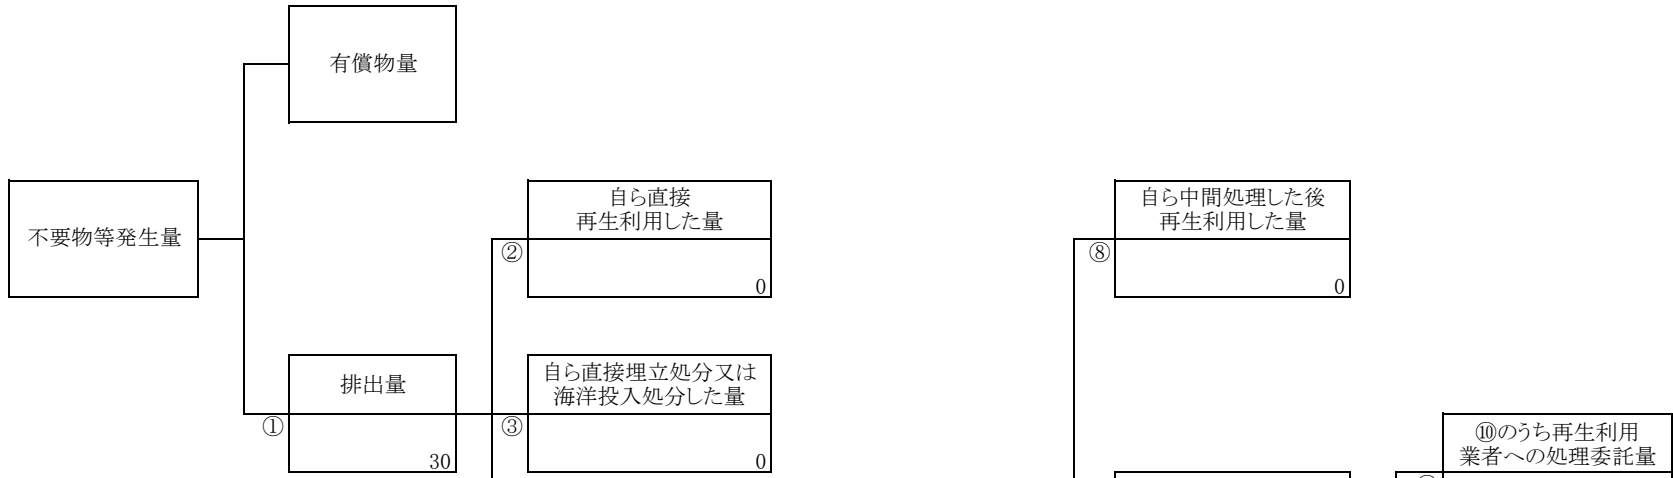 有償物量
不要物等発生量
自ら直接
再生利用した量
②
0
自ら中間処理した後
再生利用した量
⑧
0
排出量
①
30
自ら直接埋立処分又は
海洋投入処分した量
③
0
⑩のうち再生利用
業者への処理委託量